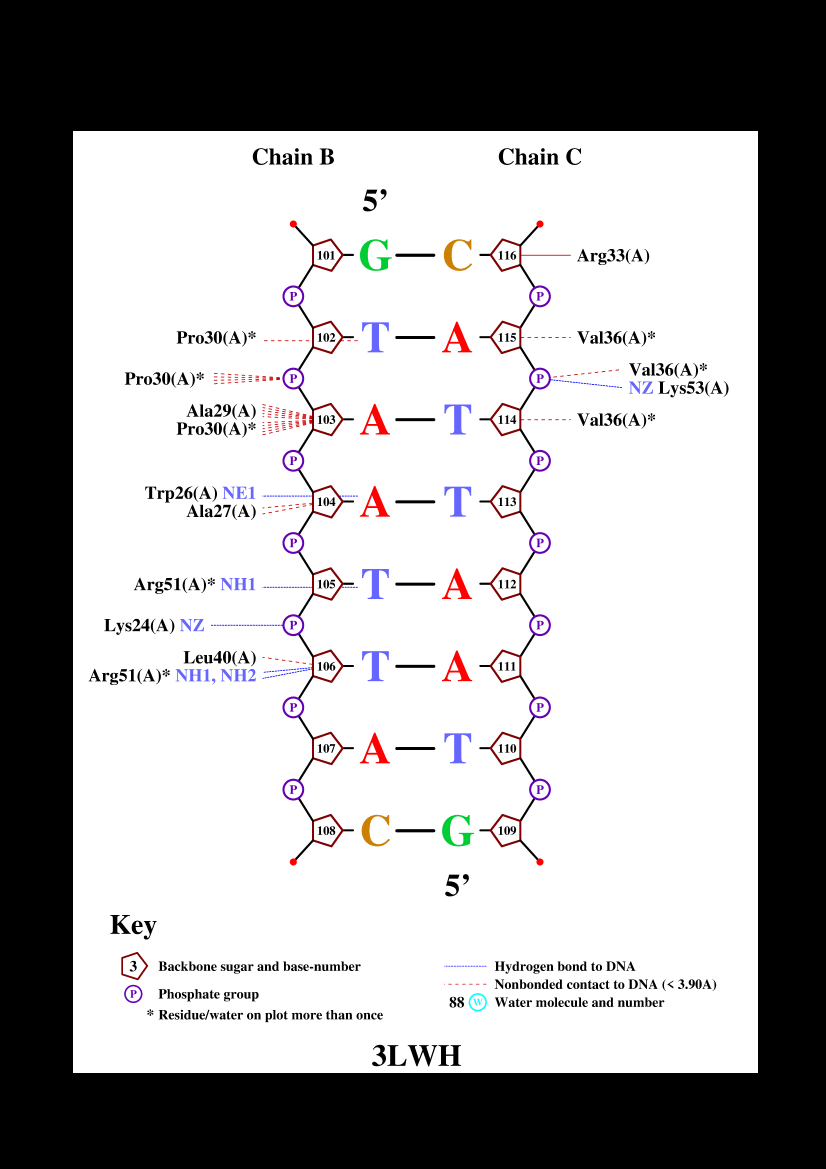 Chain B Chain C
5’
101 G C 116 Arg33(A)
P P
Pro30(A)* 102 T A 115 Val36(A)*
Pro30(A)* P P Val36(A)*
NZ Lys53(A)
Ala29(A)
Pro30(A)* 103 A T 114 Val36(A)*
P P
Trp26(A) NE1 104 A T 113
Ala27(A)
P P
Arg51(A)* NH1 105 T A 112
Lys24(A) NZ P P
Leu40(A)
Arg51(A)* NH1, NH2 106 T A 111
P P
107 A T 110
P P
108 C G 109
5’
Key
3 Backbone sugar and base-number
P Phosphate group
* Residue/water on plot more than once
Hydrogen bond to DNA
Nonbonded contact to DNA (< 3.90A)
88 W Water molecule and number
3LWH